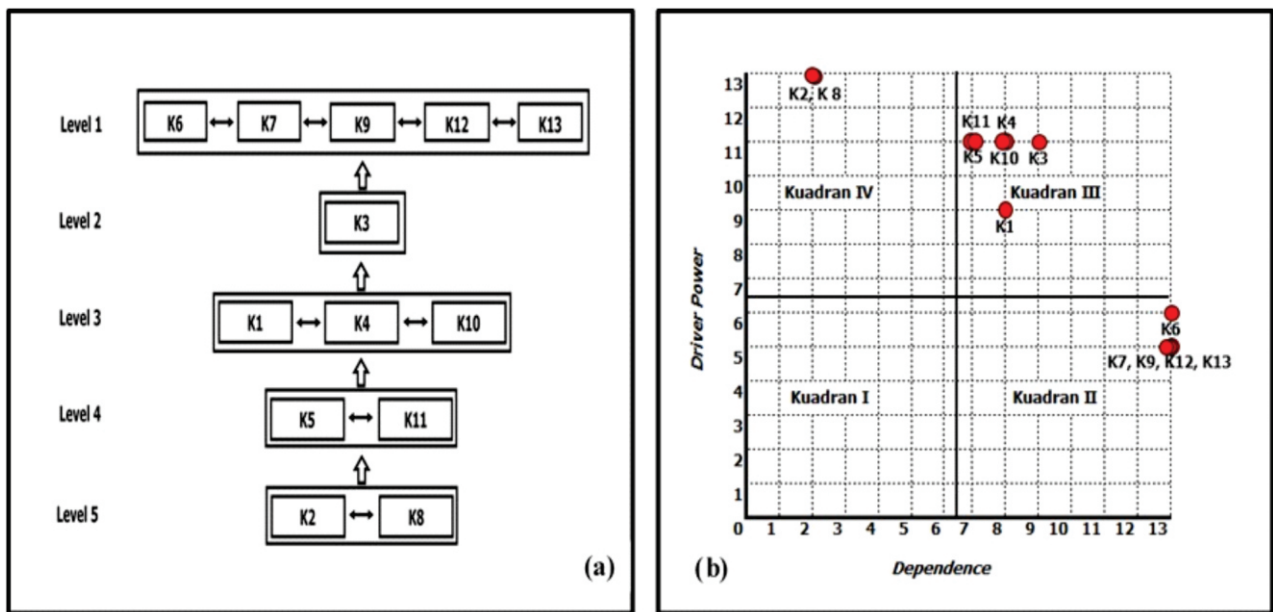 Level 1
K6 K7 K9 K12 K13
Level 2
K3
Level 3
K1 K4 K10
Level 4
K5 K11
Level 5
K2 K8
(a)
13
K2, K 8
12
K11 K4
11
K5 K10 K3
10
Kuadran IV Kuadran III
9
K1
8
7
6
K6
5
K7, K9, K12, K13
4
Kuadran I Kuadran II
3
2
1
0 1 2 3 4 5 6 7 8 9 10 11 12 13
Driver Power
Dependence
(b)